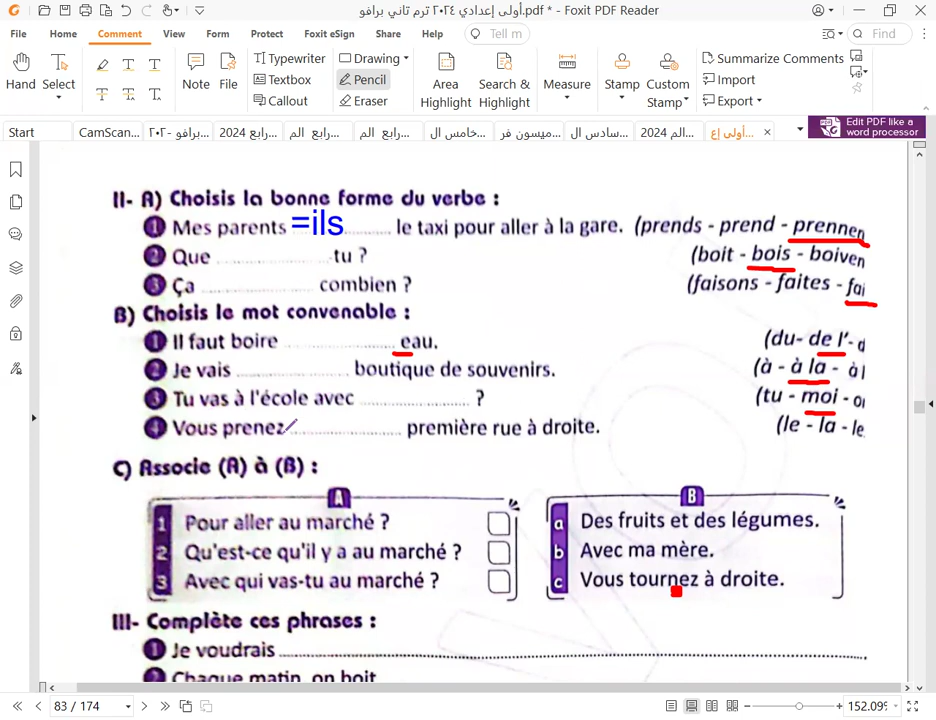 أولى إعدادي ٢٠٢٤ ترم تاني برافو.pdf * - Foxit PDF Reader
File Home Comment View Form Protect Foxit eSign Share Help Tell m Find
Hand Select Note File Typewriter Textbox Callout Drawing Pencil Eraser Area Highlight Search & Highlight Measure Stamp Custom Stamp Summarize Comments Import Export
Start CamScan... برافو -٢٠٢... رابع 2024 رابع الم... رابع الم... خامس ال... ميسون فر... سادس ال... الم 2024 أولى إع... Edit PDF like a word processor
II- A) Choisis la bonne forme du verbe :
1 Mes parents =ils .......... le taxi pour aller à la gare. (prends - prend - prennen
2 Que .................... tu ? (boit - bois - boiven
3 Ça .................... combien ? (faisons - faites - fai
B) Choisis le mot convenable :
1 Il faut boire .................... eau. (du- de l'- d
2 Je vais .................... boutique de souvenirs. (à - à la - à l
3 Tu vas à l'école avec .................... ? (tu - moi - on
4 Vous prenez .................... première rue à droite. (le - la - le
C) Associe (A) à (B) :
A B
1 Pour aller au marché ? a Des fruits et des légumes.
2 Qu'est-ce qu'il y a au marché ? b Avec ma mère.
3 Avec qui vas-tu au marché ? c Vous tournez à droite.
III- Complète ces phrases :
1 Je voudrais ....................
2 Chaque matin, on boit
83 / 174 152.09%